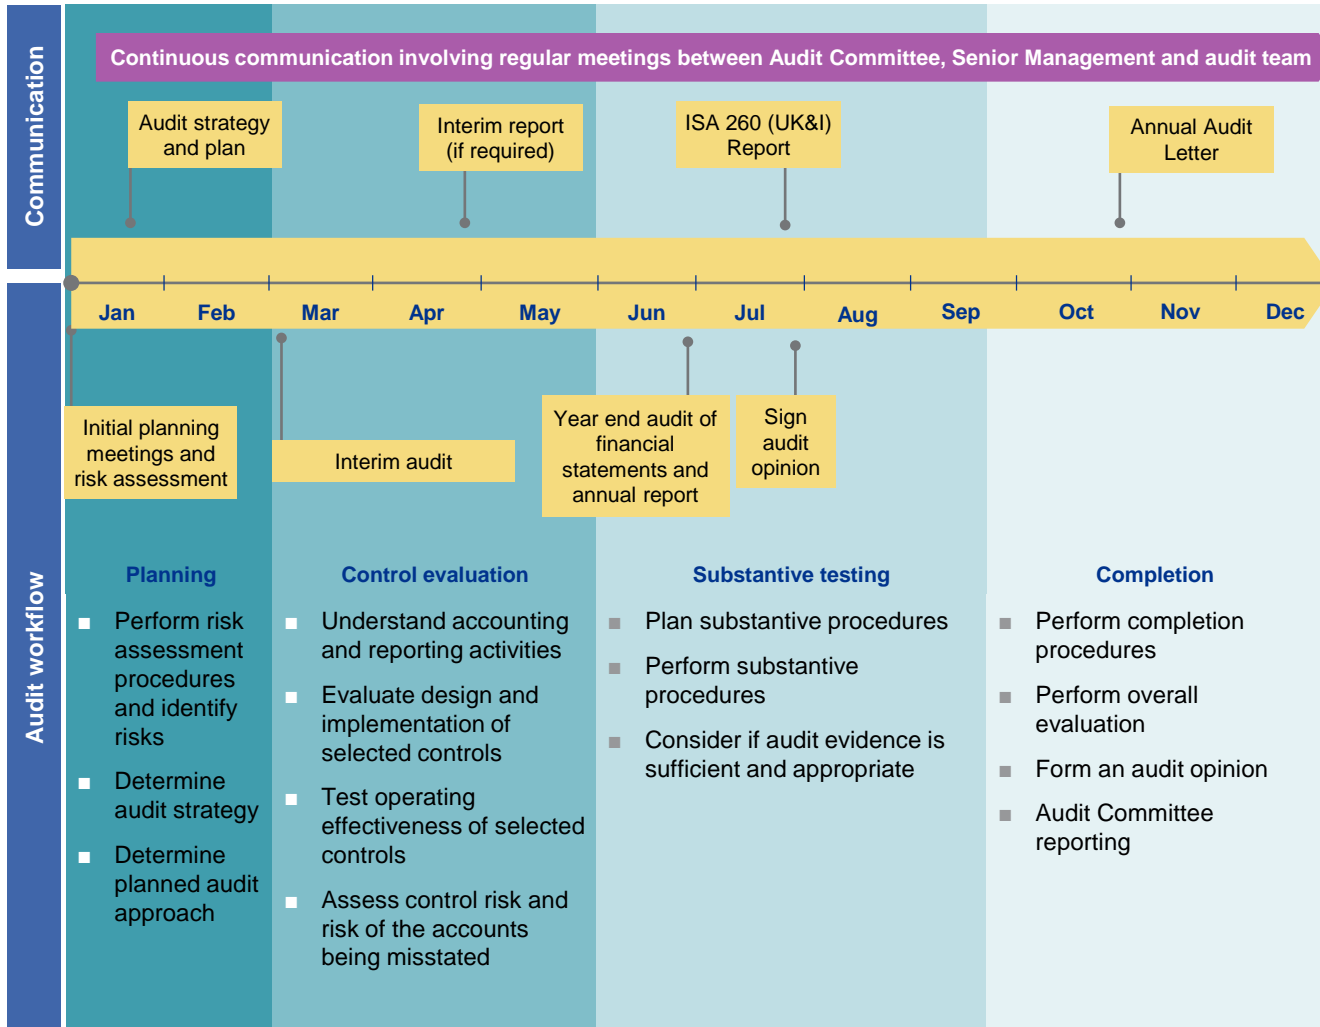 Communication
Continuous communication involving regular meetings between Audit Committee, Senior Management and audit team
Audit strategy
and plan
Interim report
(if required)
ISA 260 (UK&I)
Report
Annual Audit
Letter
Jan Feb Mar Apr May Jun Jul Aug Sep Oct Nov Dec
Audit workflow
Initial planning
meetings and
risk assessment
Interim audit
Year end audit of
financial
statements and
annual report
Sign
audit
opinion
Planning
Perform risk
assessment
procedures
and identify
risks
Determine
audit strategy
Determine
planned audit
approach
Control evaluation
Understand accounting
and reporting activities
Evaluate design and
implementation of
selected controls
Test operating
effectiveness of selected
controls
Assess control risk and
risk of the accounts
being misstated
Substantive testing
Plan substantive procedures
Perform substantive
procedures
Consider if audit evidence is
sufficient and appropriate
Completion
Perform completion
procedures
Perform overall
evaluation
Form an audit opinion
Audit Committee
reporting